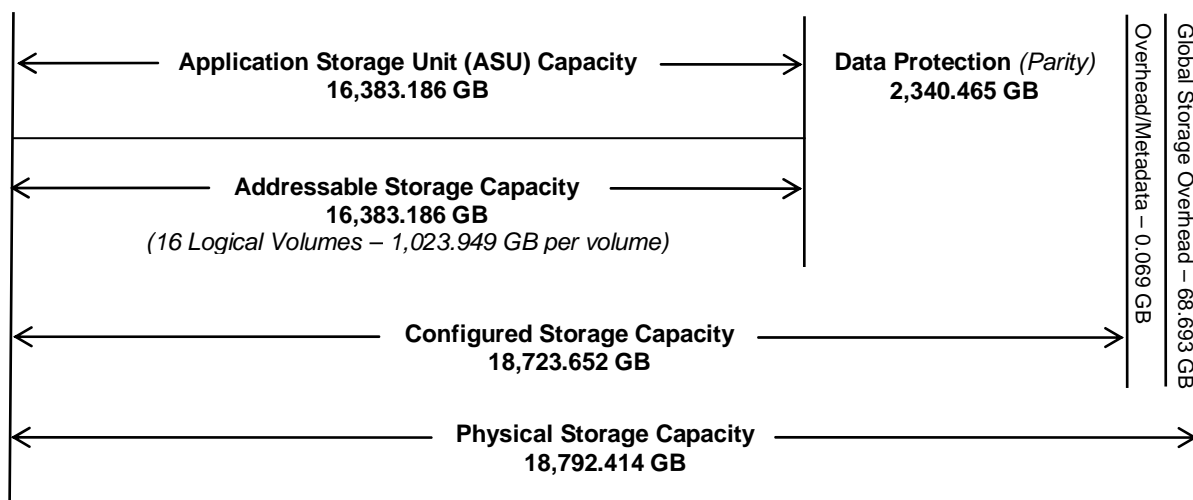 Application Storage Unit (ASU) Capacity
16,383.186 GB
Data Protection (Parity)
2,340.465 GB
Overhead/Metadata – 0.069 GB
Global Storage Overhead – 68.693 GB
Addressable Storage Capacity
16,383.186 GB
(16 Logical Volumes – 1,023.949 GB per volume)
Configured Storage Capacity
18,723.652 GB
Physical Storage Capacity
18,792.414 GB